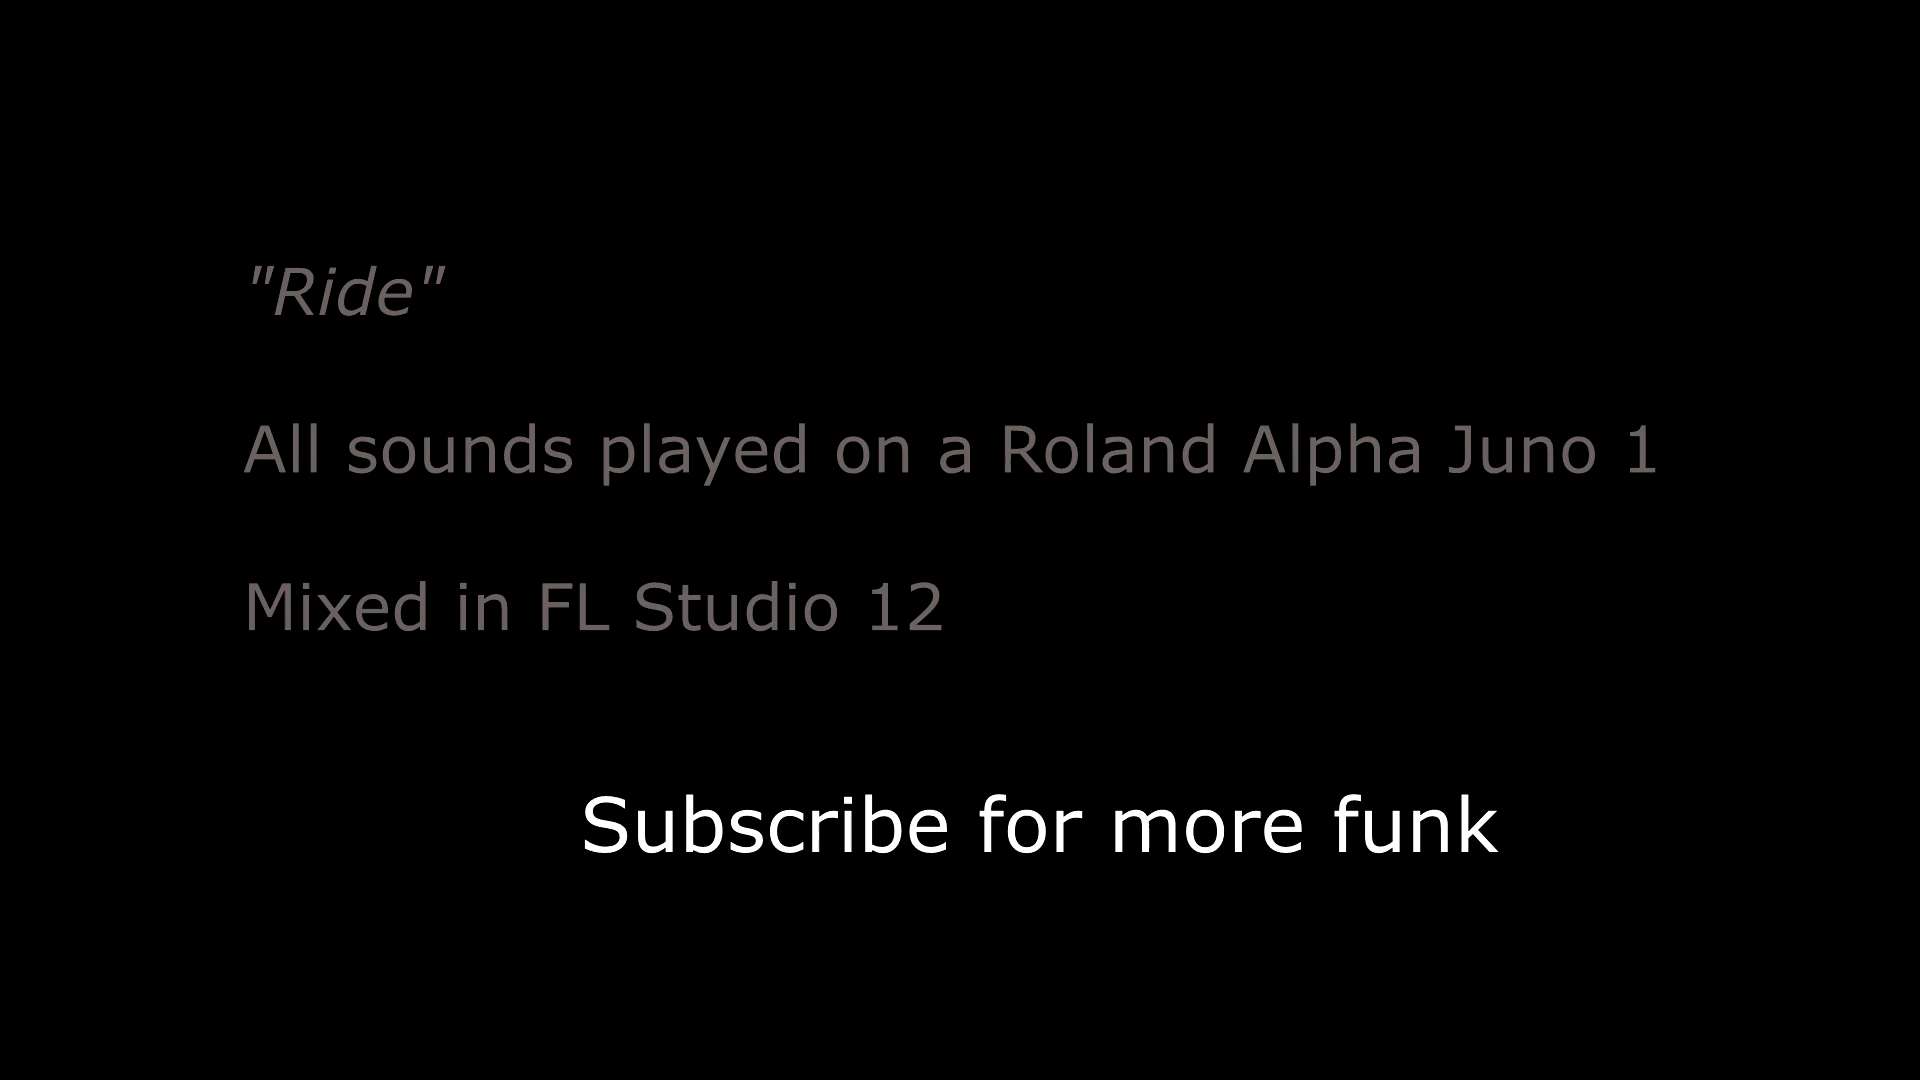 "Ride"
All sounds played on a Roland Alpha Juno 1
Mixed in FL Studio 12
Subscribe for more funk